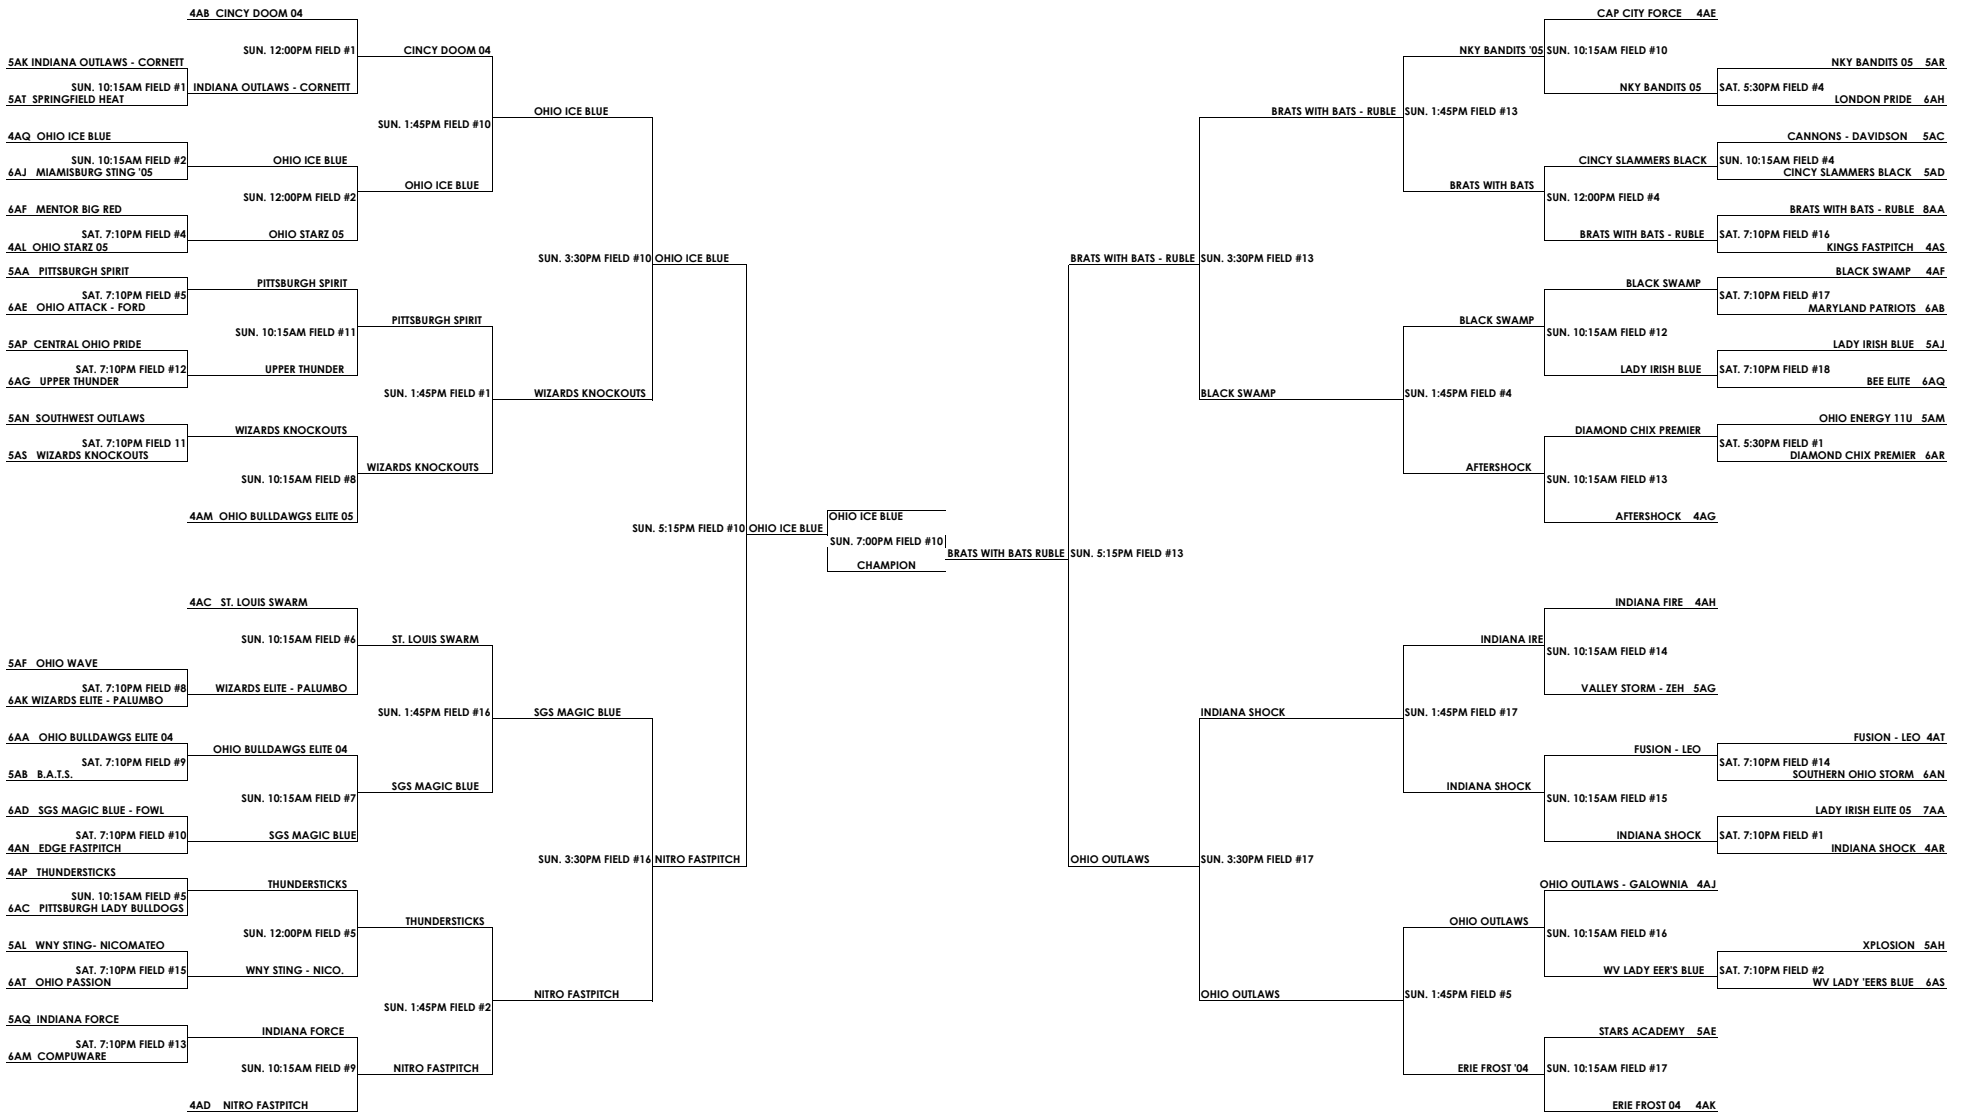 4AB CINCY DOOM 04
SUN. 12:00PM FIELD #1
CINCY DOOM 04
5AK INDIANA OUTLAWS - CORNETT
SUN. 10:15AM FIELD #1
INDIANA OUTLAWS - CORNETTT
5AT SPRINGFIELD HEAT
OHIO ICE BLUE
SUN. 1:45PM FIELD #10
4AQ OHIO ICE BLUE
SUN. 10:15AM FIELD #2
OHIO ICE BLUE
6AJ MIAMISBURG STING '05
OHIO ICE BLUE
SUN. 12:00PM FIELD #2
6AF MENTOR BIG RED
SAT. 7:10PM FIELD #4
OHIO STARZ 05
4AL OHIO STARZ 05
SUN. 3:30PM FIELD #10
OHIO ICE BLUE
5AA PITTSBURGH SPIRIT
PITTSBURGH SPIRIT
SAT. 7:10PM FIELD #5
6AE OHIO ATTACK - FORD
PITTSBURGH SPIRIT
SUN. 10:15AM FIELD #11
5AP CENTRAL OHIO PRIDE
SAT. 7:10PM FIELD #12
UPPER THUNDER
6AG UPPER THUNDER
SUN. 1:45PM FIELD #1
WIZARDS KNOCKOUTS
5AN SOUTHWEST OUTLAWS
WIZARDS KNOCKOUTS
SAT. 7:10PM FIELD 11
5AS WIZARDS KNOCKOUTS
WIZARDS KNOCKOUTS
SUN. 10:15AM FIELD #8
4AM OHIO BULLDAWGS ELITE 05
SUN. 5:15PM FIELD #10
OHIO ICE BLUE
4AC ST. LOUIS SWARM
SUN. 10:15AM FIELD #6
ST. LOUIS SWARM
5AF OHIO WAVE
SAT. 7:10PM FIELD #8
WIZARDS ELITE - PALUMBO
6AK WIZARDS ELITE - PALUMBO
SUN. 1:45PM FIELD #16
SGS MAGIC BLUE
6AA OHIO BULLDAWGS ELITE 04
OHIO BULLDAWGS ELITE 04
SAT. 7:10PM FIELD #9
5AB B.A.T.S.
SGS MAGIC BLUE
SUN. 10:15AM FIELD #7
6AD SGS MAGIC BLUE - FOWL
SAT. 7:10PM FIELD #10
SGS MAGIC BLUE
4AN EDGE FASTPITCH
SUN. 3:30PM FIELD #16
NITRO FASTPITCH
4AP THUNDERSTICKS
THUNDERSTICKS
SUN. 10:15AM FIELD #5
6AC PITTSBURGH LADY BULLDOGS
THUNDERSTICKS
SUN. 12:00PM FIELD #5
5AL WNY STING- NICOMATEO
SAT. 7:10PM FIELD #15
WNY STING - NICO.
6AT OHIO PASSION
NITRO FASTPITCH
SUN. 1:45PM FIELD #2
5AQ INDIANA FORCE
INDIANA FORCE
SAT. 7:10PM FIELD #13
6AM COMPUWARE
SUN. 10:15AM FIELD #9
NITRO FASTPITCH
4AD NITRO FASTPITCH
OHIO ICE BLUE
SUN. 7:00PM FIELD #10
CHAMPION
BRATS WITH BATS RUBLE
SUN. 5:15PM FIELD #13
CAP CITY FORCE 4AE
NKY BANDITS '05
SUN. 10:15AM FIELD #10
NKY BANDITS 05 5AR
NKY BANDITS 05
SAT. 5:30PM FIELD #4
LONDON PRIDE 6AH
BRATS WITH BATS - RUBLE
SUN. 1:45PM FIELD #13
CANNONS - DAVIDSON 5AC
CINCY SLAMMERS BLACK
SUN. 10:15AM FIELD #4
CINCY SLAMMERS BLACK 5AD
BRATS WITH BATS
SUN. 12:00PM FIELD #4
BRATS WITH BATS - RUBLE 8AA
BRATS WITH BATS - RUBLE
SAT. 7:10PM FIELD #16
KINGS FASTPITCH 4AS
BRATS WITH BATS - RUBLE
SUN. 3:30PM FIELD #13
BLACK SWAMP 4AF
BLACK SWAMP
SAT. 7:10PM FIELD #17
MARYLAND PATRIOTS 6AB
BLACK SWAMP
SUN. 10:15AM FIELD #12
LADY IRISH BLUE 5AJ
LADY IRISH BLUE
SAT. 7:10PM FIELD #18
BEE ELITE 6AQ
BLACK SWAMP
SUN. 1:45PM FIELD #4
OHIO ENERGY 11U 5AM
DIAMOND CHIX PREMIER
SAT. 5:30PM FIELD #1
DIAMOND CHIX PREMIER 6AR
AFTERSHOCK
SUN. 10:15AM FIELD #13
AFTERSHOCK 4AG
INDIANA FIRE 4AH
INDIANA IRE
SUN. 10:15AM FIELD #14
VALLEY STORM - ZEH 5AG
INDIANA SHOCK
SUN. 1:45PM FIELD #17
FUSION - LEO 4AT
FUSION - LEO
SAT. 7:10PM FIELD #14
SOUTHERN OHIO STORM 6AN
INDIANA SHOCK
SUN. 10:15AM FIELD #15
LADY IRISH ELITE 05 7AA
INDIANA SHOCK
SAT. 7:10PM FIELD #1
INDIANA SHOCK 4AR
OHIO OUTLAWS
SUN. 3:30PM FIELD #17
OHIO OUTLAWS - GALOWNIA 4AJ
OHIO OUTLAWS
SUN. 10:15AM FIELD #16
XPLOSION 5AH
WV LADY EER'S BLUE
SAT. 7:10PM FIELD #2
WV LADY 'EERS BLUE 6AS
OHIO OUTLAWS
SUN. 1:45PM FIELD #5
STARS ACADEMY 5AE
ERIE FROST '04
SUN. 10:15AM FIELD #17
ERIE FROST 04 4AK